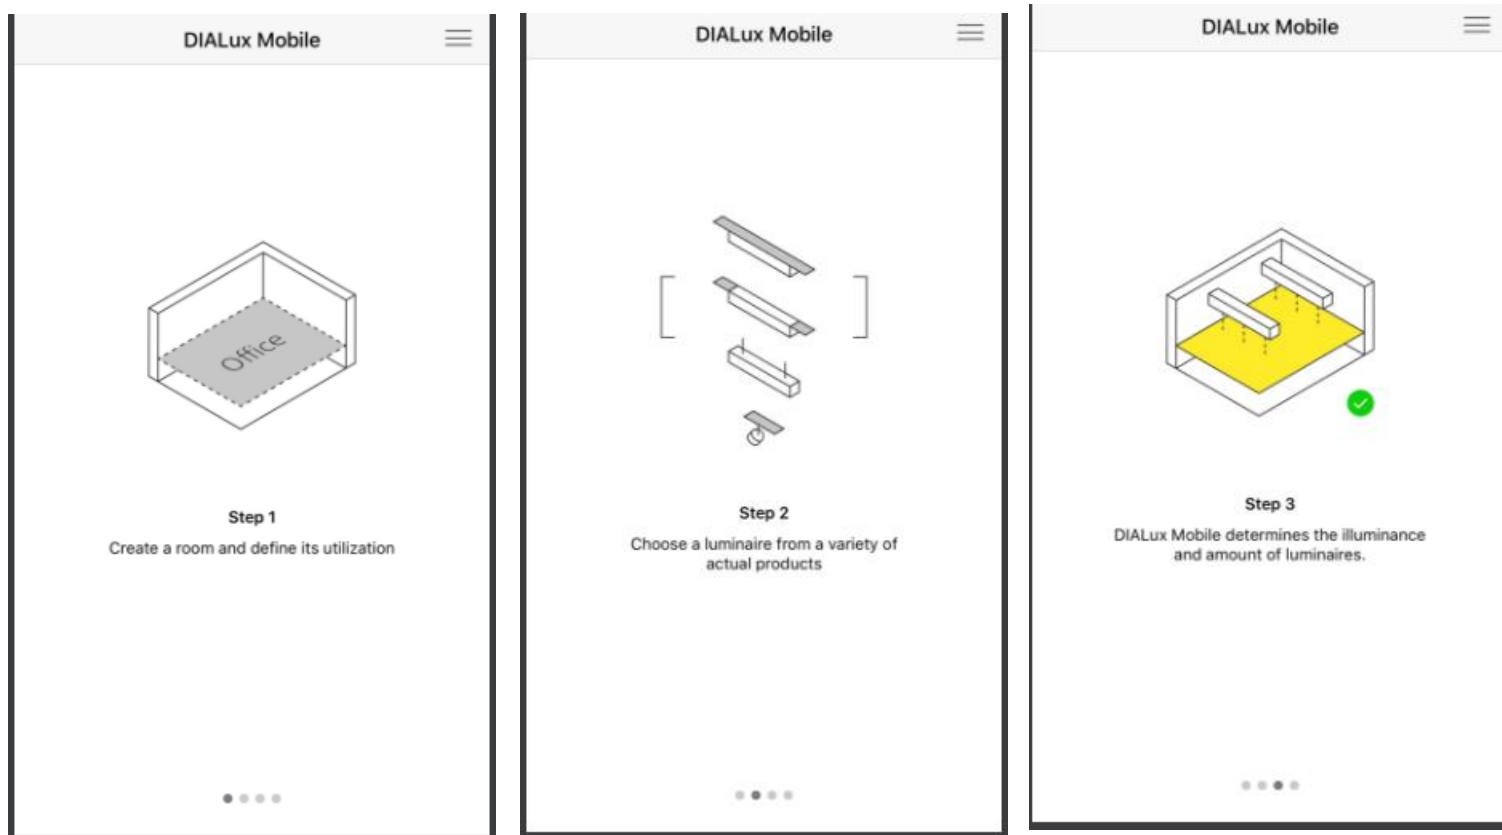 DIALux Mobile
Office
Step 1
Create a room and define its utilization
DIALux Mobile
Step 2
Choose a luminaire from a variety of
actual products
DIALux Mobile
Step 3
DIALux Mobile determines the illuminance
and amount of luminaires.